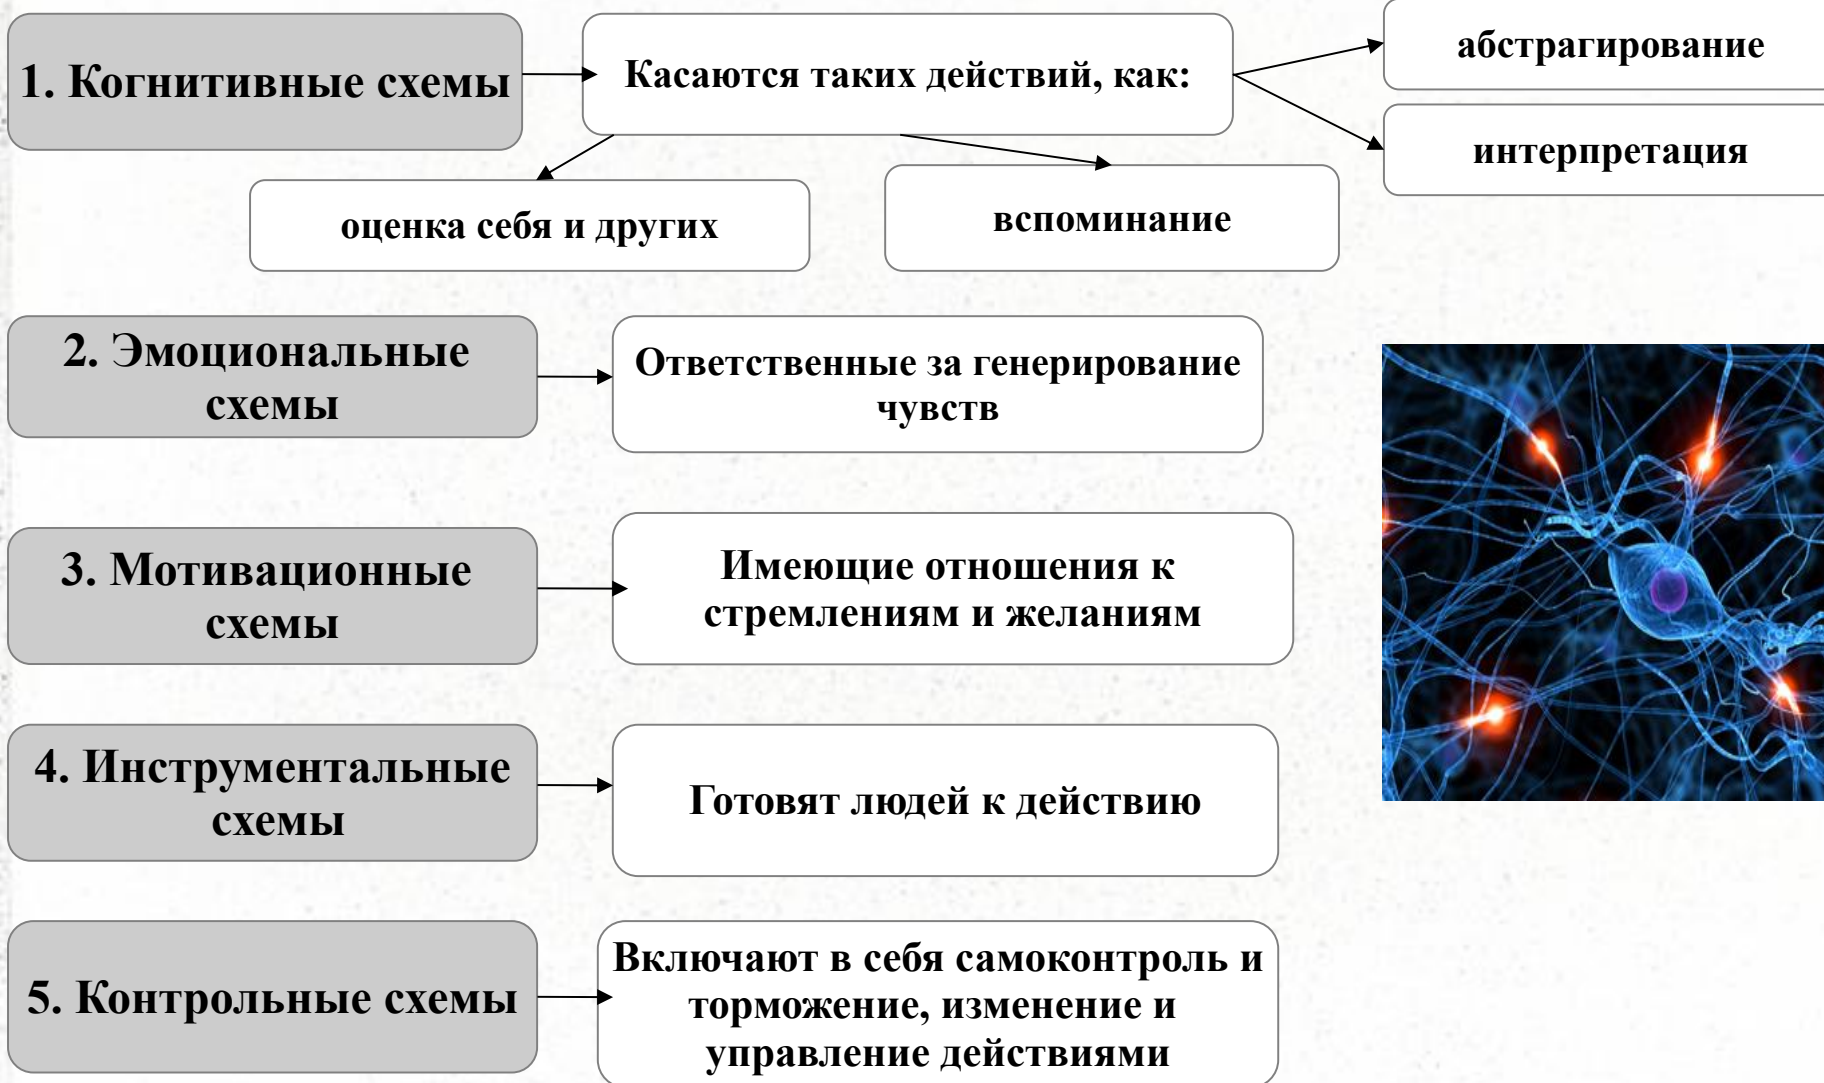 1. Когнитивные схемы
Касаются таких действий, как:
абстрагирование
интерпретация
оценка себя и других
вспоминание
2. Эмоциональные
схемы
Ответственные за генерирование
чувств
3. Мотивационные
схемы
Имеющие отношения к
стремлениям и желаниям
4. Инструментальные
схемы
Готовят людей к действию
5. Контрольные схемы
Включают в себя самоконтроль и
торможение, изменение и
управление действиями